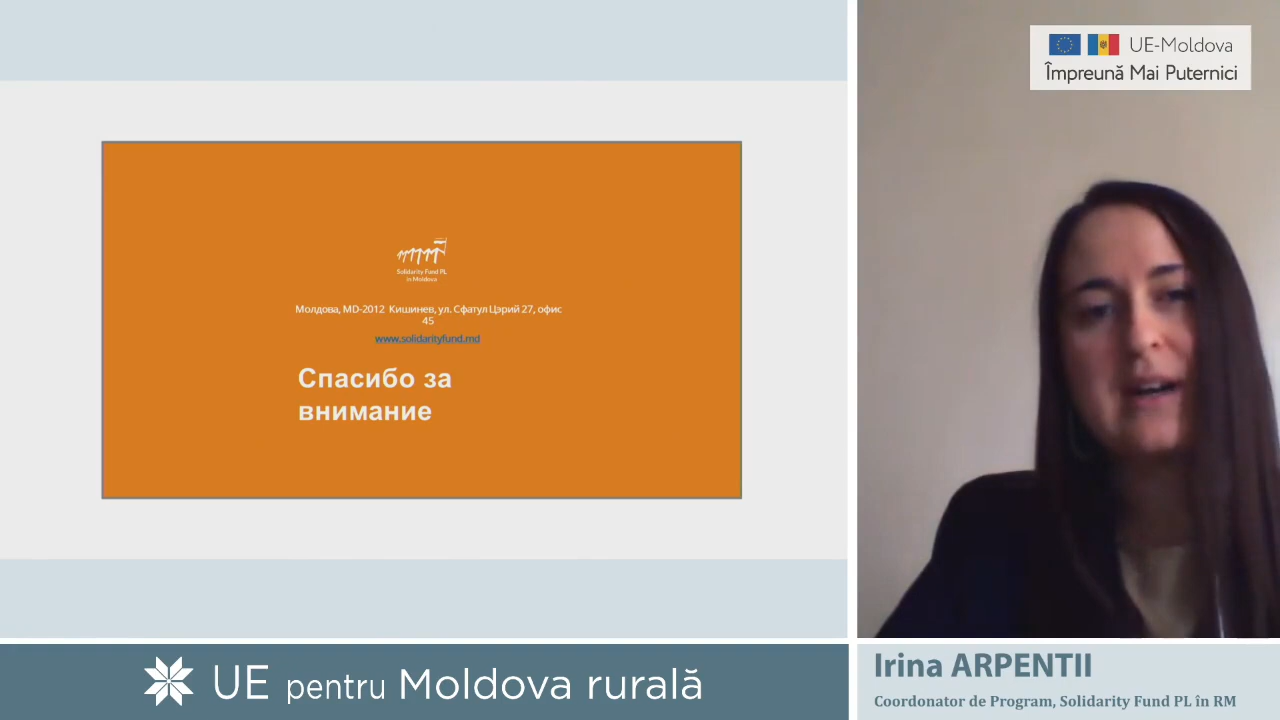 UE-Moldova
Împreună Mai Puternici
Solidarity Fund PL
in Moldova
Молдова, MD-2012 Кишинев, ул. Сфатул Цэрий 27, офис
45
www.solidarityfund.md
Спасибо за
внимание
UE pentru Moldova rurală
Irina ARPENTII
Coordonator de Program, Solidarity Fund PL în RM